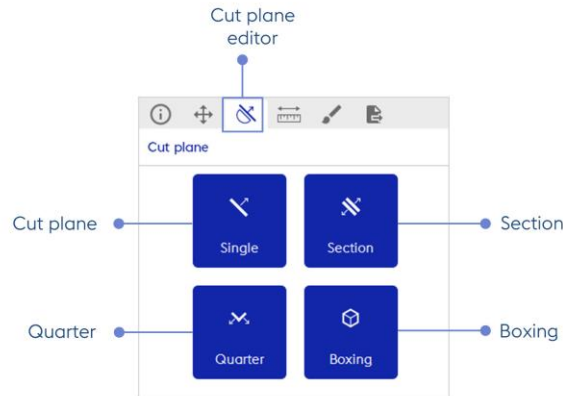 Cut plane
editor
Cut plane
Cut plane
Single
Section
Section
Quarter
Quarter
Boxing
Boxing